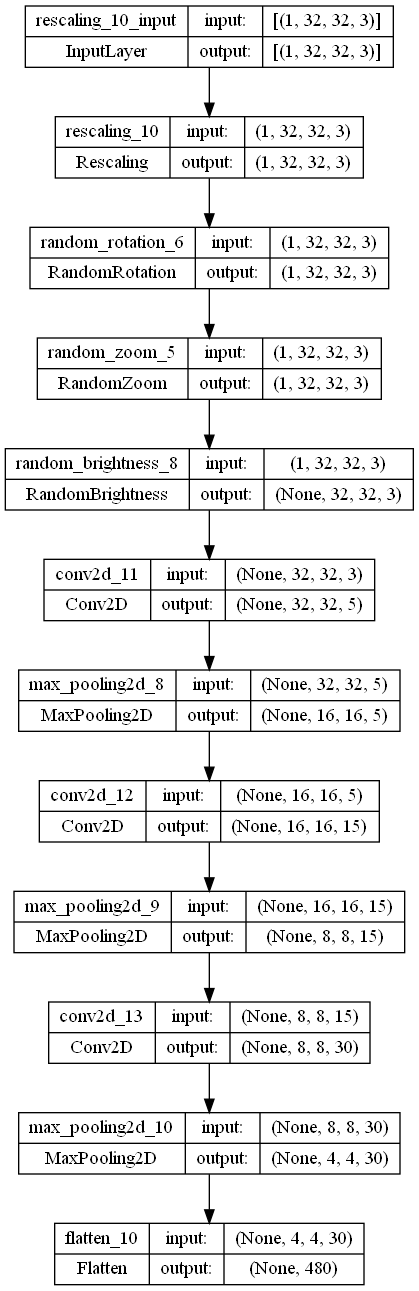 rescaling_10_input input: [(1, 32, 32, 3)]
InputLayer output: [(1, 32, 32, 3)]
rescaling_10 input: (1, 32, 32, 3)
Rescaling output: (1, 32, 32, 3)
random_rotation_6 input: (1, 32, 32, 3)
RandomRotation output: (1, 32, 32, 3)
random_zoom_5 input: (1, 32, 32, 3)
RandomZoom output: (1, 32, 32, 3)
random_brightness_8 input: (1, 32, 32, 3)
RandomBrightness output: (None, 32, 32, 3)
conv2d_11 input: (None, 32, 32, 3)
Conv2D output: (None, 32, 32, 5)
max_pooling2d_8 input: (None, 32, 32, 5)
MaxPooling2D output: (None, 16, 16, 5)
conv2d_12 input: (None, 16, 16, 5)
Conv2D output: (None, 16, 16, 15)
max_pooling2d_9 input: (None, 16, 16, 15)
MaxPooling2D output: (None, 8, 8, 15)
conv2d_13 input: (None, 8, 8, 15)
Conv2D output: (None, 8, 8, 30)
max_pooling2d_10 input: (None, 8, 8, 30)
MaxPooling2D output: (None, 4, 4, 30)
flatten_10 input: (None, 4, 4, 30)
Flatten output: (None, 480)